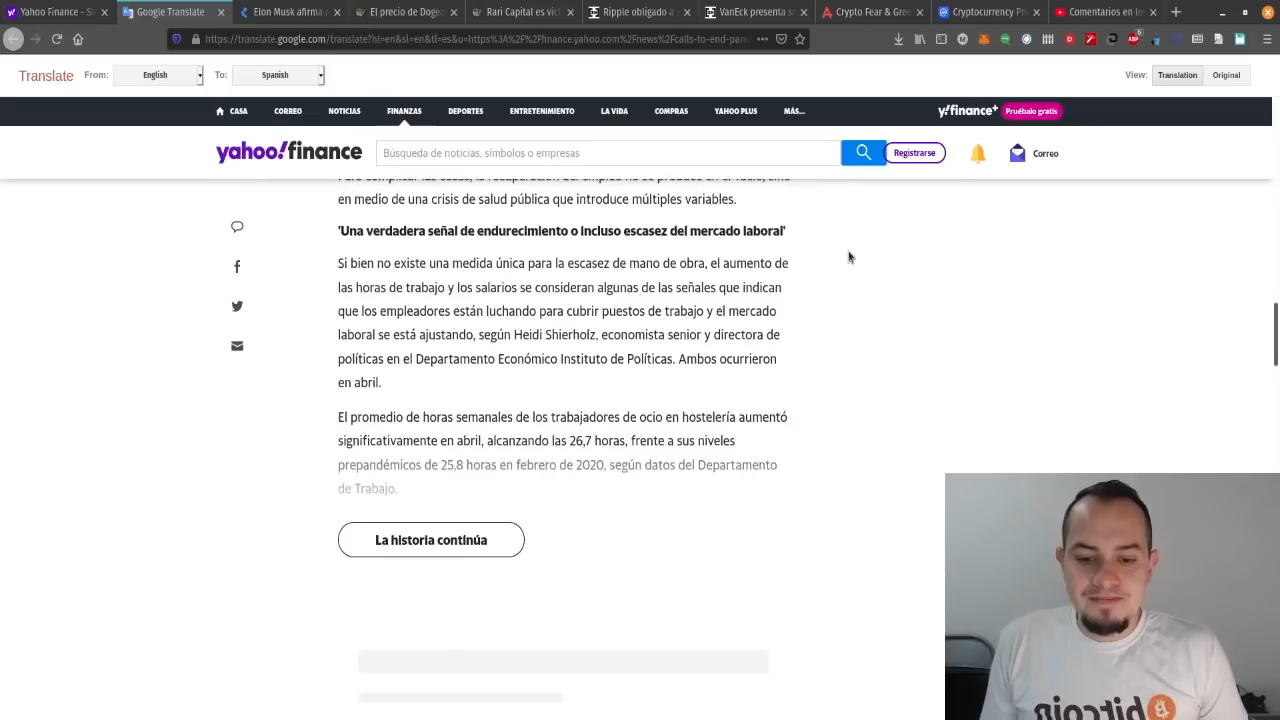 Yahoo Finance - S
Google Translate
Elon Musk afirma c
El precio de Doge
Rari Capital es víc
Ripple obligado a
VanEck presenta s
Crypto Fear & Gre
Cryptocurrency Pr
Comentarios en lo
https://translate.google.com/translate?hl=en&sl=en&tl=es&u=https%3A%2F%2Ffinance.yahoo.com%2Fnews%2Fcalls-to-end-pan
Translate From: English To: Spanish View: Translation Original
CASA CORREO NOTICIAS FINANZAS DEPORTES ENTRETENIMIENTO LA VIDA COMPRAS YAHOO PLUS MÁS... y!finance+ Pruébalo gratis
yahoo!finance Búsqueda de noticias, símbolos o empresas Registrarse Correo
en medio de una crisis de salud pública que introduce múltiples variables.
'Una verdadera señal de endurecimiento o incluso escasez del mercado laboral'
Si bien no existe una medida única para la escasez de mano de obra, el aumento de
las horas de trabajo y los salarios se consideran algunas de las señales que indican
que los empleadores están luchando para cubrir puestos de trabajo y el mercado
laboral se está ajustando, según Heidi Shierholz, economista senior y directora de
políticas en el Departamento Económico Instituto de Políticas. Ambos ocurrieron
en abril.
El promedio de horas semanales de los trabajadores de ocio en hostelería aumentó
significativamente en abril, alcanzando las 26,7 horas, frente a sus niveles
prepandémicos de 25,8 horas en febrero de 2020, según datos del Departamento
de Trabajo.
La historia continúa
bitcoin